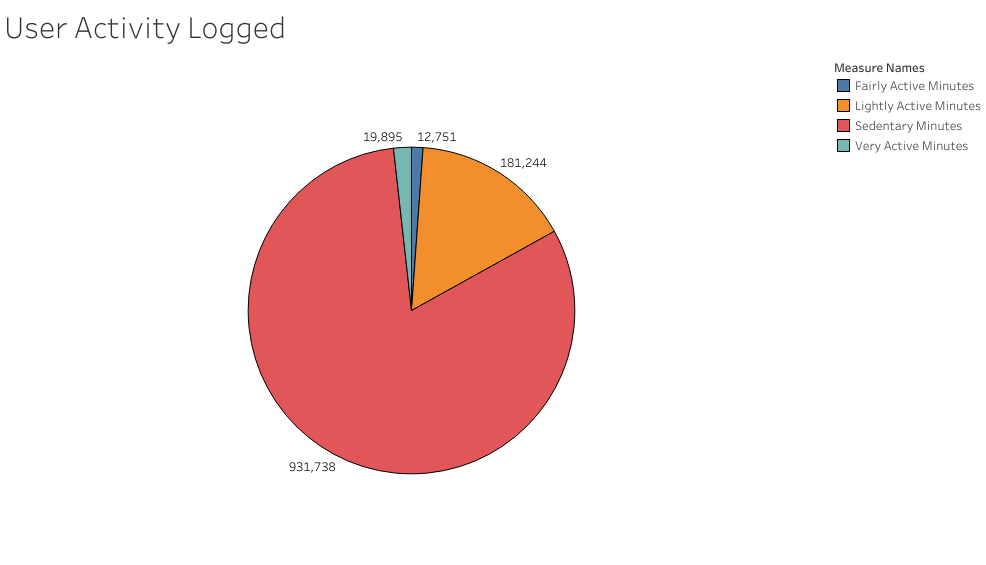 User Activity Logged
Measure Names
Fairly Active Minutes
Lightly Active Minutes
Sedentary Minutes
Very Active Minutes
19,895
12,751
181,244
931,738